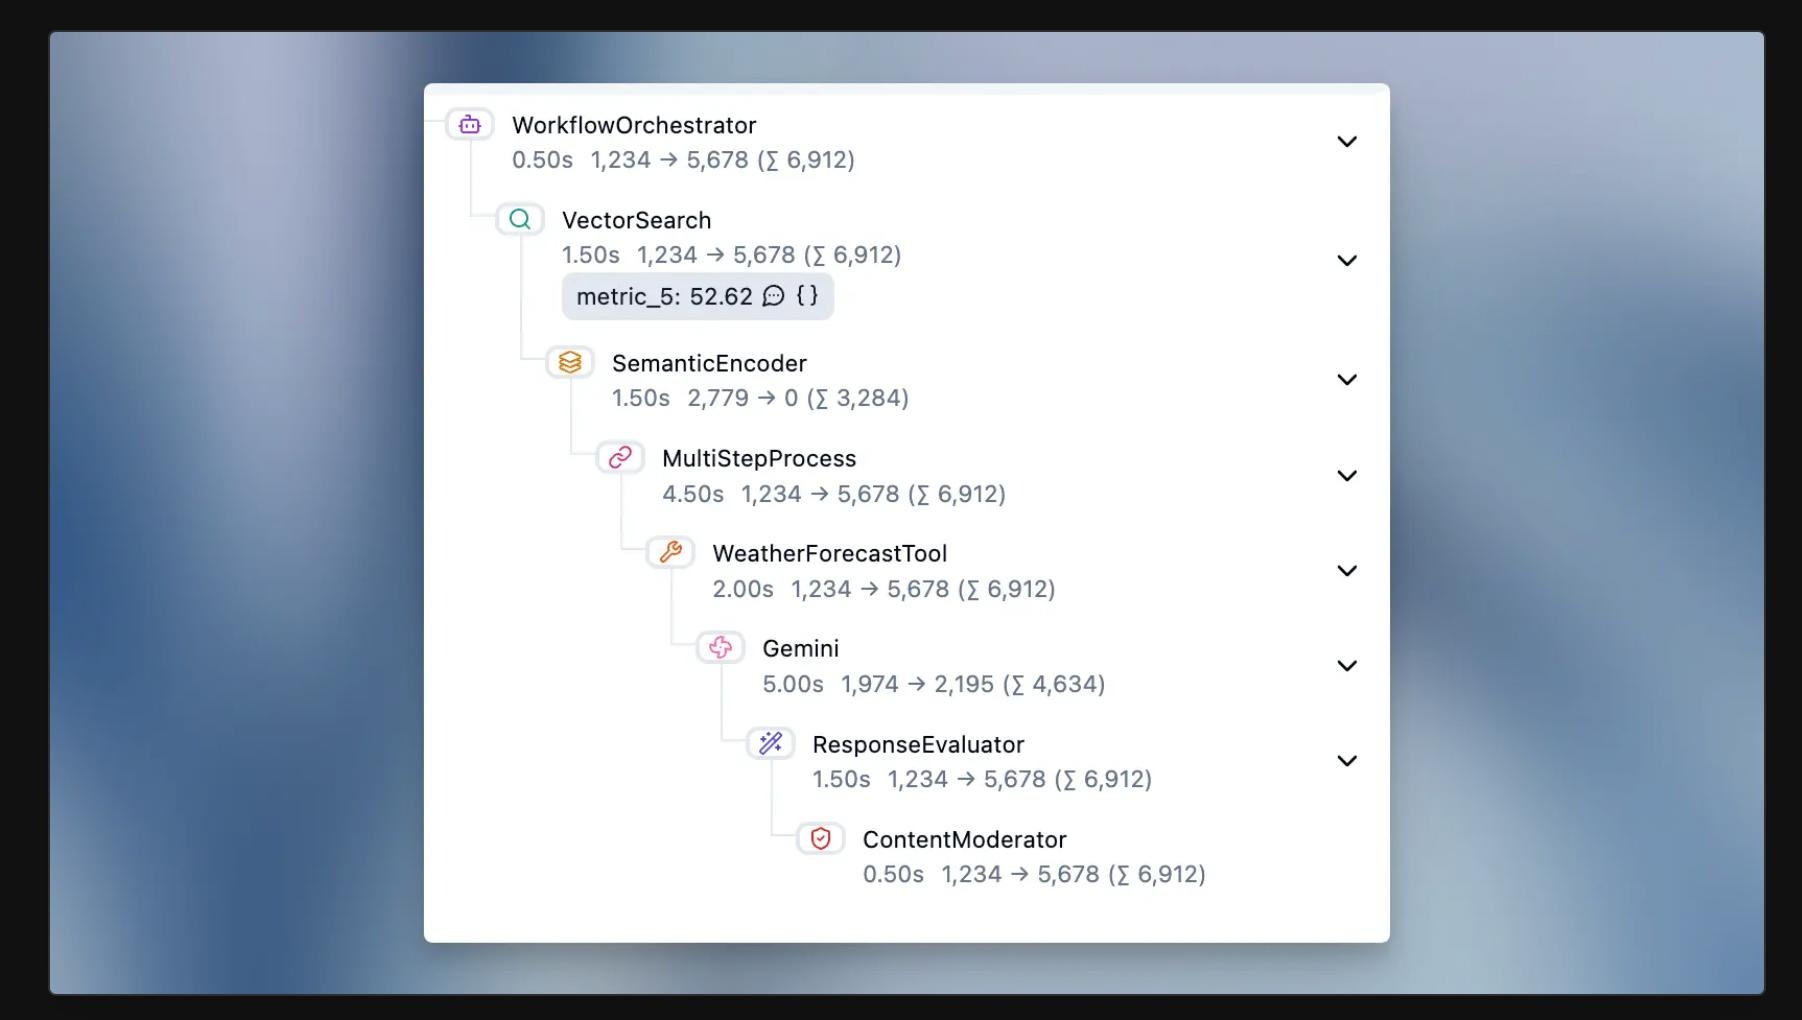 WorkflowOrchestrator
0.50s 1,234 → 5,678 (∑ 6,912)
VectorSearch
1.50s 1,234 → 5,678 (∑ 6,912)
metric_5: 52.62 { }
SemanticEncoder
1.50s 2,779 → 0 (∑ 3,284)
MultiStepProcess
4.50s 1,234 → 5,678 (∑ 6,912)
WeatherForecastTool
2.00s 1,234 → 5,678 (∑ 6,912)
Gemini
5.00s 1,974 → 2,195 (∑ 4,634)
ResponseEvaluator
1.50s 1,234 → 5,678 (∑ 6,912)
ContentModerator
0.50s 1,234 → 5,678 (∑ 6,912)